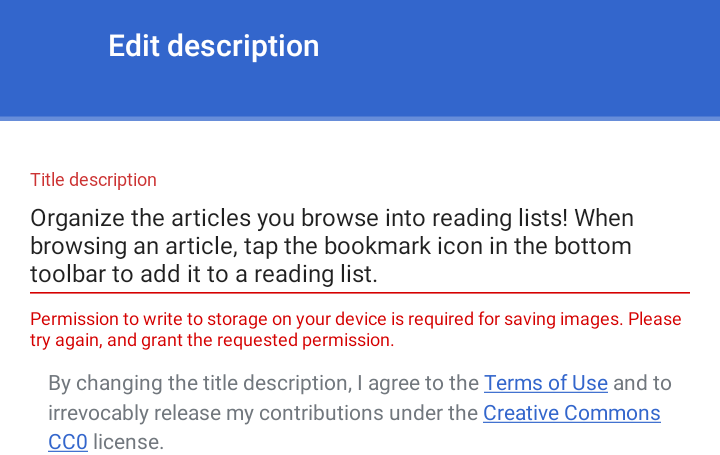 Edit description
Title description
Organize the articles you browse into reading lists! When
browsing an article, tap the bookmark icon in the bottom
toolbar to add it to a reading list.
Permission to write to storage on your device is required for saving images. Please
try again, and grant the requested permission.
By changing the title description, I agree to the Terms of Use and to
irrevocably release my contributions under the Creative Commons
CC0 license.